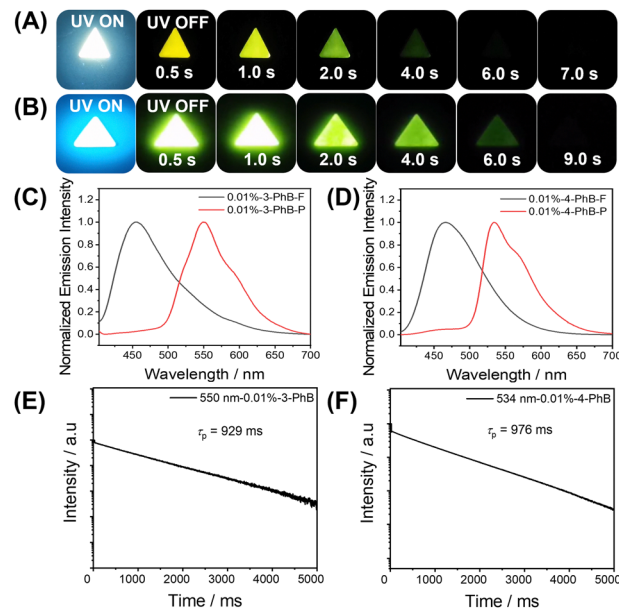 (A)
UV ON UV OFF
0.5 s 1.0 s 2.0 s 4.0 s 6.0 s 7.0 s
(B)
UV ON UV OFF
0.5 s 1.0 s 2.0 s 4.0 s 6.0 s 9.0 s
(C)
Normalized Emission Intensity
1.2
1.0
0.8
0.6
0.4
0.2
0.0
0.01%-3-PhB-F
0.01%-3-PhB-P
450 500 550 600 650 700
Wavelength / nm
(D)
Normalized Emission Intensity
1.2
1.0
0.8
0.6
0.4
0.2
0.0
0.01%-4-PhB-F
0.01%-4-PhB-P
400 450 500 550 600 650 700
Wavelength / nm
(E)
Intensity / a.u
550 nm-0.01%-3-PhB
τp = 929 ms
0 1000 2000 3000 4000 5000
Time / ms
(F)
Intensity / a.u
534 nm-0.01%-4-PhB
τp = 976 ms
0 1000 2000 3000 4000 5000
Time / ms